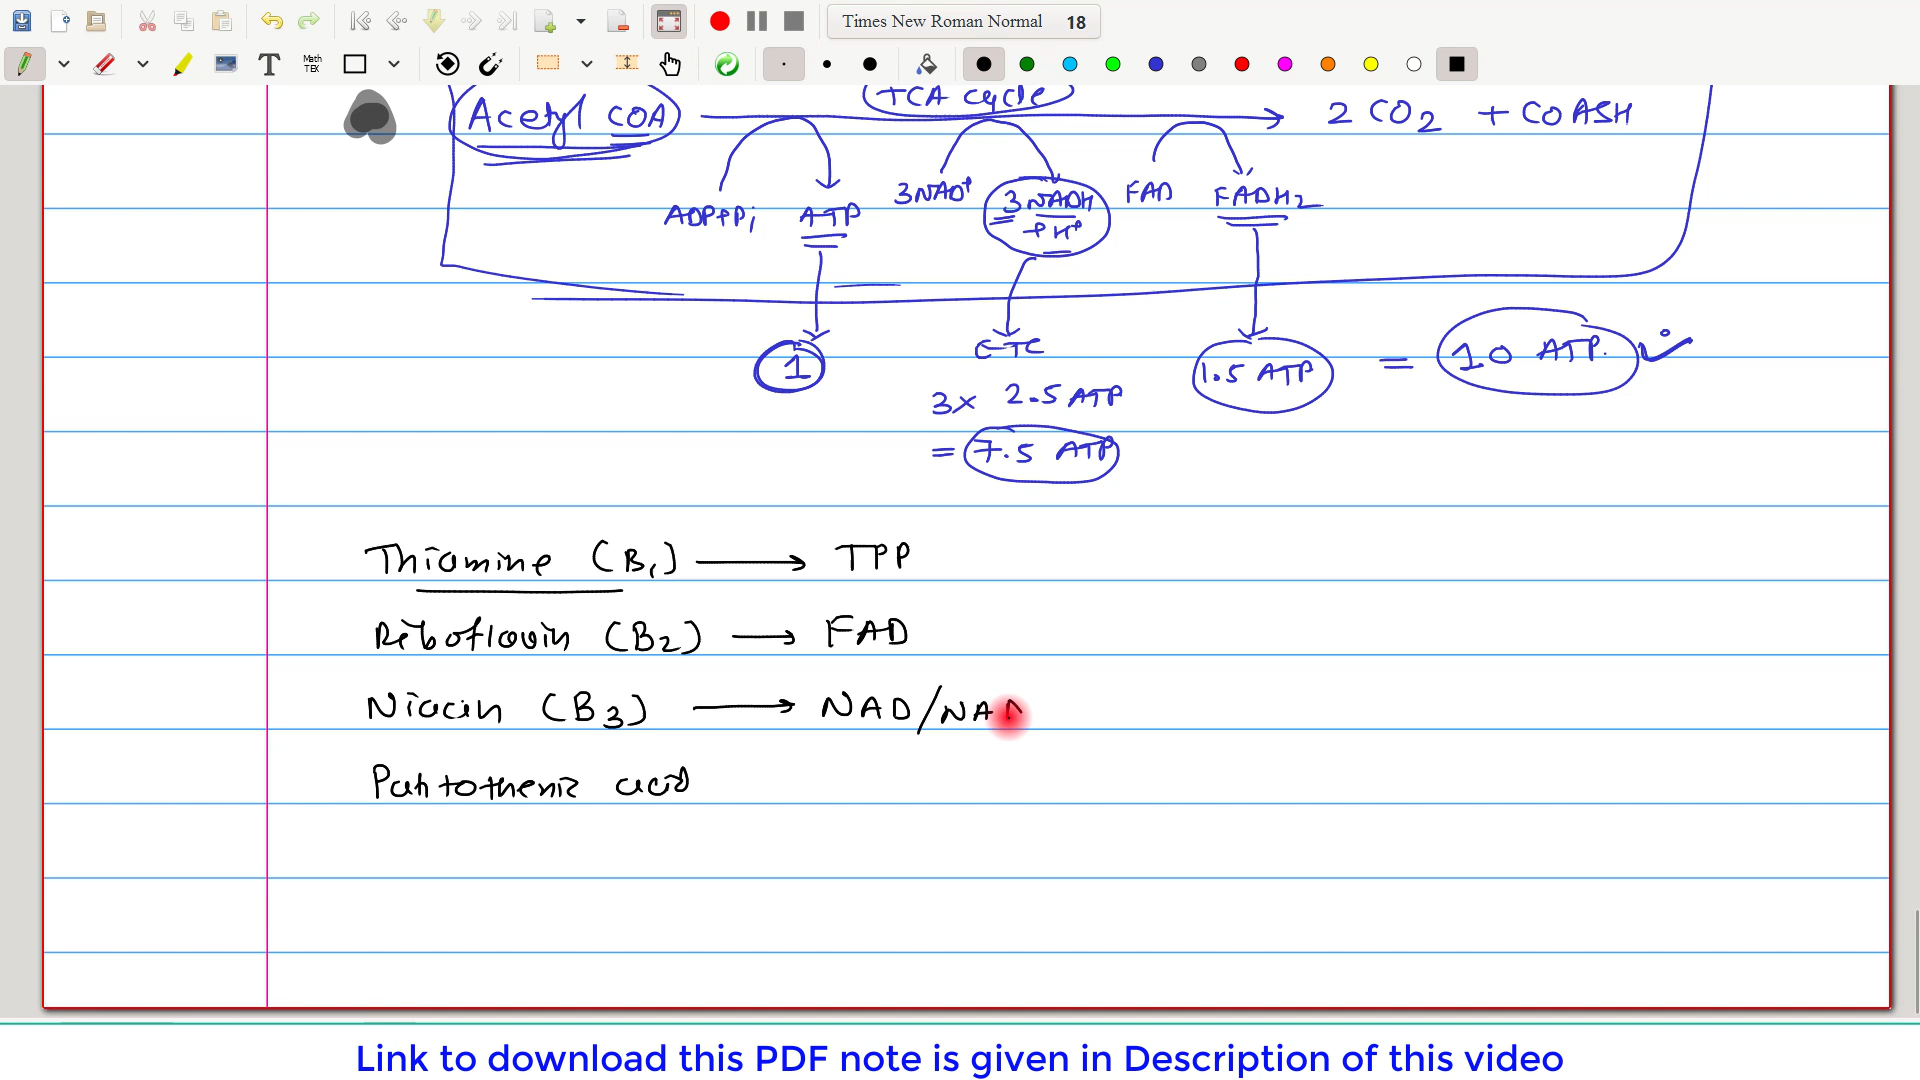 Times New Roman Normal 18
Math
TEX
TCA cycle
Acetyl COA 2 CO2 + COASH
ADP+Pi ATP 3NAD+ 3NADH FAD FADH2
+H+
1 ETC 1.5 ATP = 10 ATP.
3x 2.5 ATP
= 7.5 ATP
Thiamine (B1) TPP
Riboflavin (B2) FAD
Niacin (B3) NAD/NAD
Pantothenic acid
Link to download this PDF note is given in Description of this video